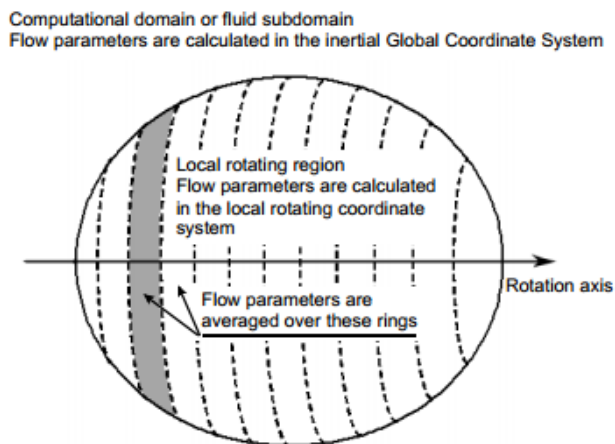 Computational domain or fluid subdomain
Flow parameters are calculated in the inertial Global Coordinate System
Local rotating region
Flow parameters are calculated
in the local rotating coordinate
system
Rotation axis
Flow parameters are
averaged over these rings